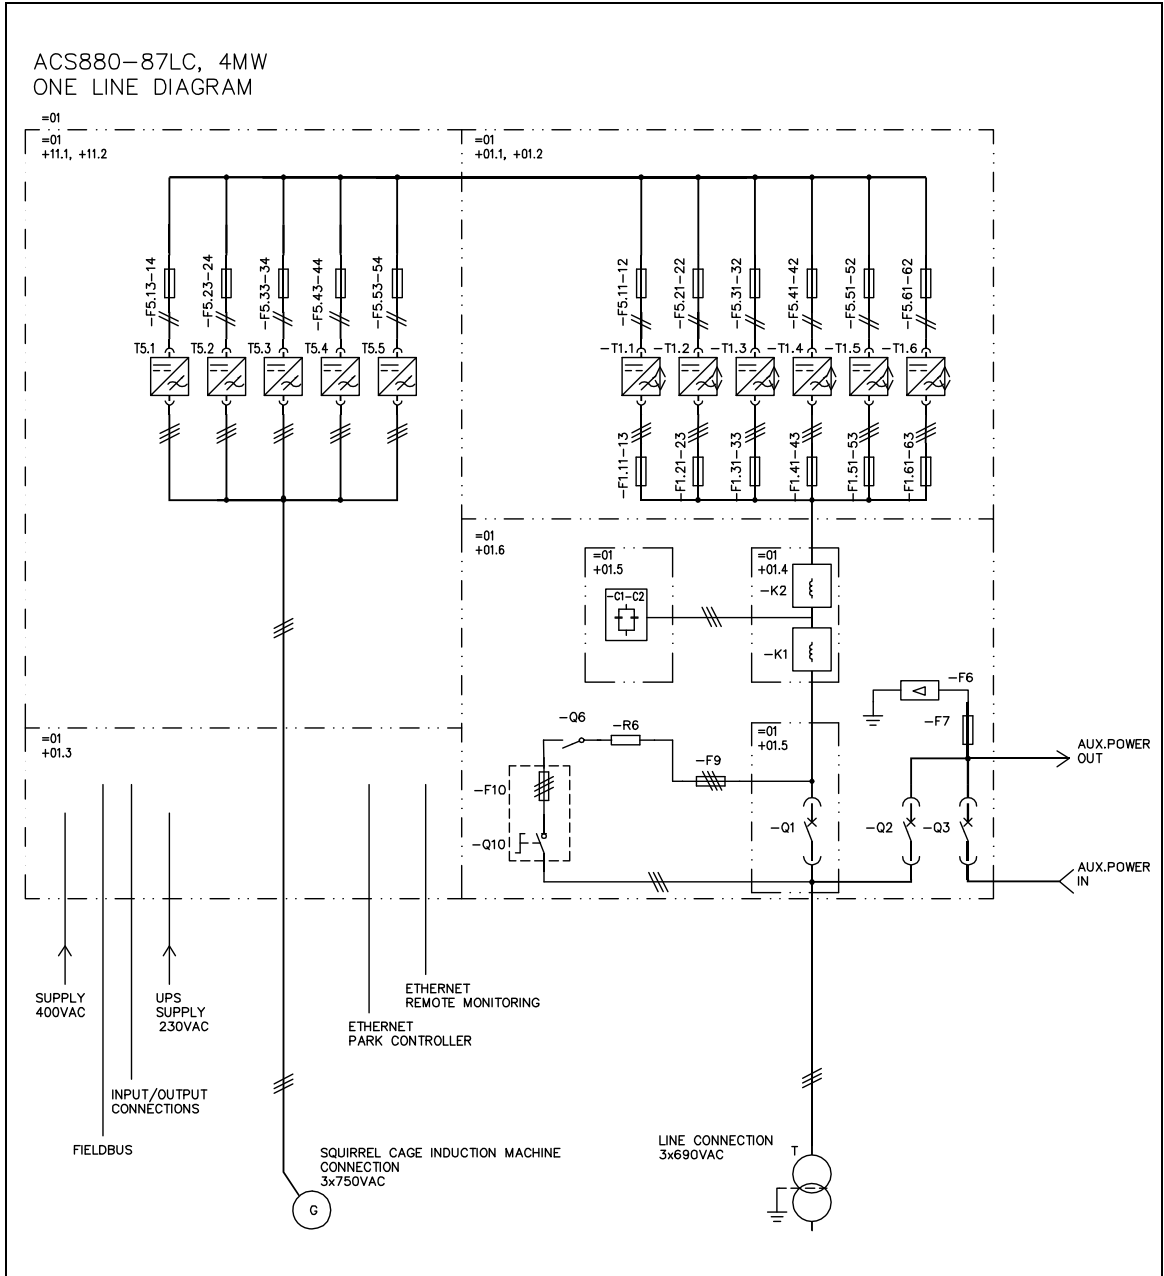 ACS880-87LC, 4MW
ONE LINE DIAGRAM
=01
=01
+11.1, +11.2
=01
+01.1, +01.2
-F5.13-14
-F5.23-24
-F5.33-34
-F5.43-44
-F5.53-54
-F5.11-12
-F5.21-22
-F5.31-32
-F5.41-42
-F5.51-52
-F5.61-62
T5.1
T5.2
T5.3
T5.4
T5.5
-T1.1
-T1.2
-T1.3
-T1.4
-T1.5
-T1.6
-F1.11-13
-F1.21-23
-F1.31-33
-F1.41-43
-F1.51-53
-F1.61-63
=01
+01.6
=01
+01.5
-C1-C2
=01
+01.4
-K2
-K1
-F6
-F7
-Q6
-R6
-F9
=01
+01.5
=01
+01.3
AUX.POWER
OUT
-F10
-Q10
-Q1
-Q2
-Q3
AUX.POWER
IN
SUPPLY
400VAC
UPS
SUPPLY
230VAC
ETHERNET
REMOTE MONITORING
ETHERNET
PARK CONTROLLER
INPUT/OUTPUT
CONNECTIONS
FIELDBUS
SQUIRREL CAGE INDUCTION MACHINE
CONNECTION
3x750VAC
G
LINE CONNECTION
3x690VAC
T